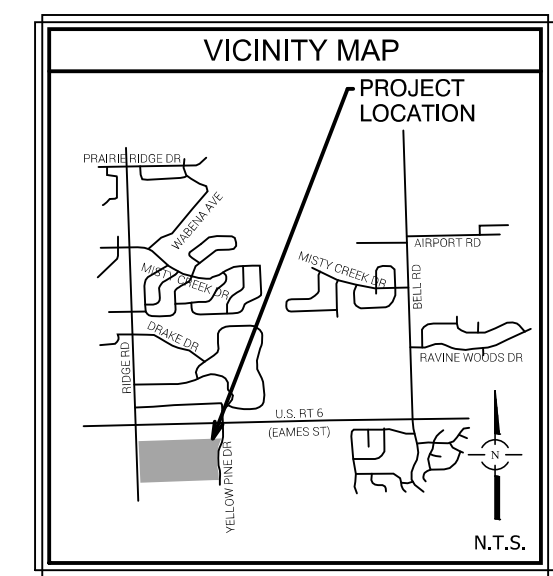 VICINITY MAP
PROJECT
LOCATION
PRAIRIE RIDGE DR
WABENA AVE
AIRPORT RD
MISTY CREEK DR
MISTY CREEK DR
BELL RD
DRAKE DR
RIDGE RD
RAVINE WOODS DR
U.S. RT 6
(EAMES ST)
YELLOW PINE DR
N
N.T.S.